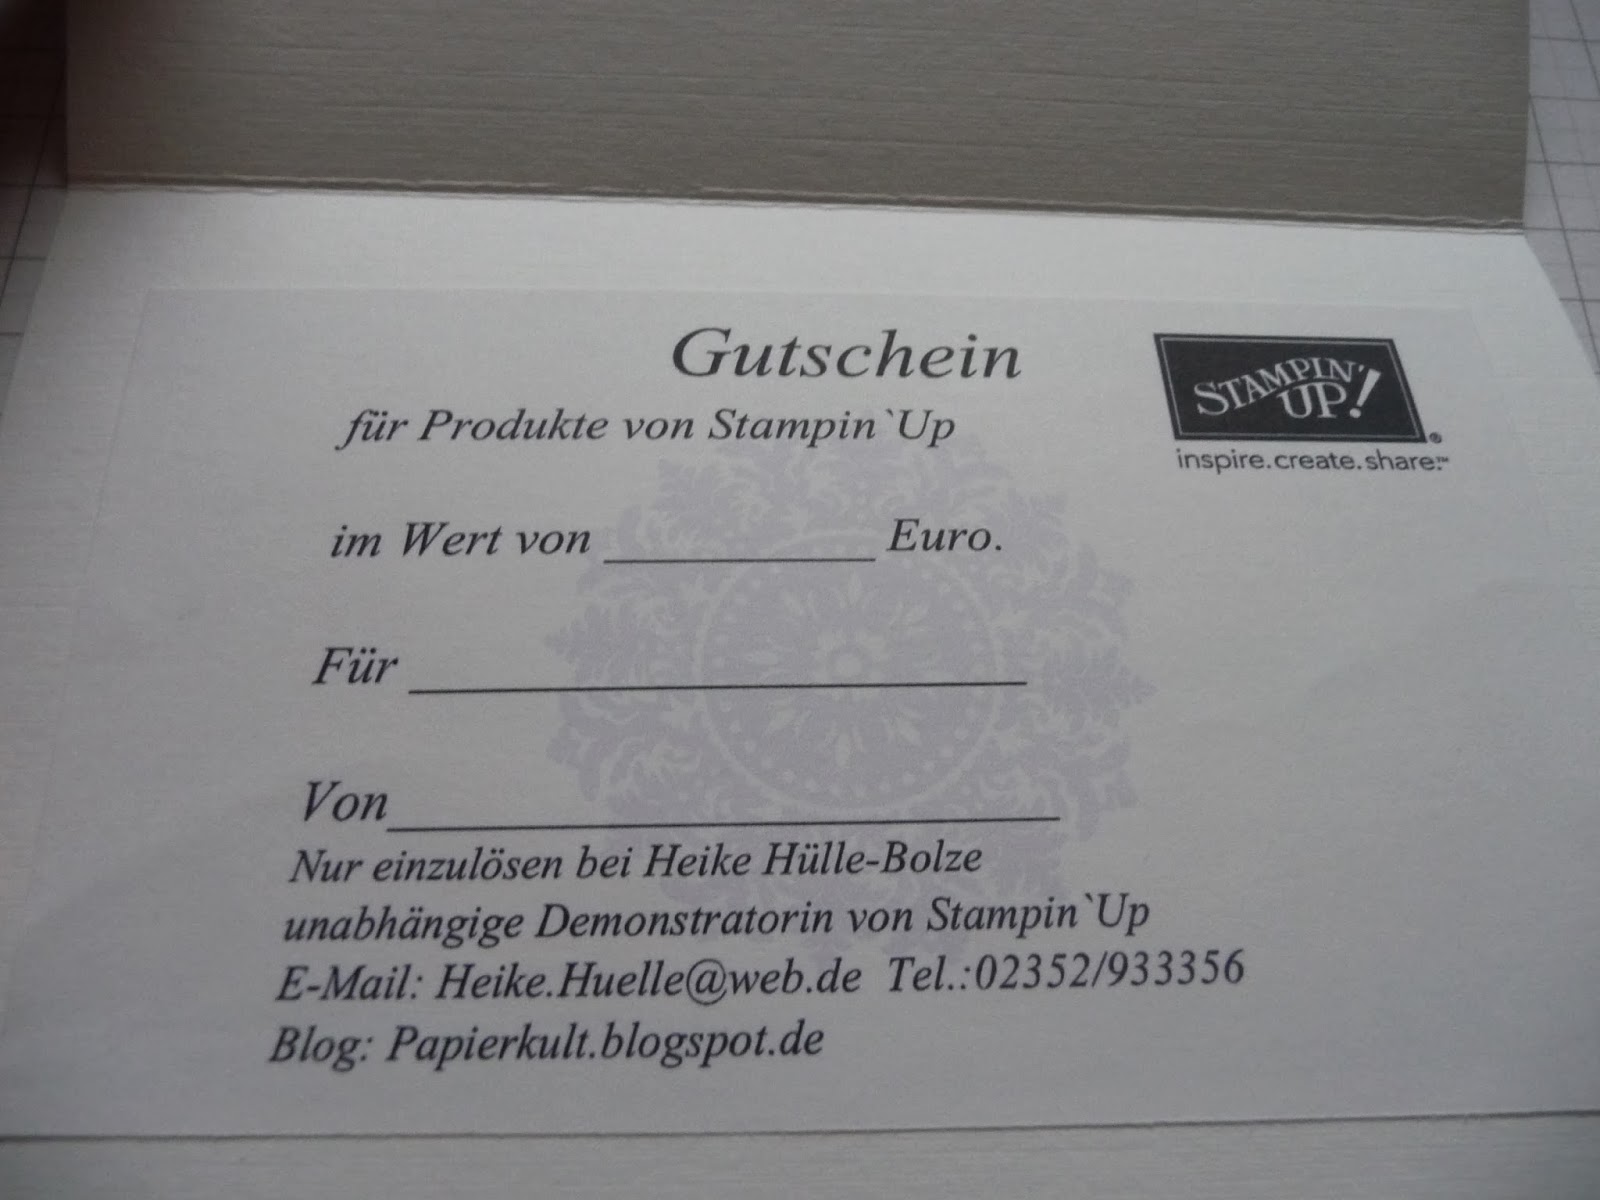 Gutschein
für Produkte von Stampin`Up
STAMPIN' UP!®
inspire.create.share.™
im Wert von __________ Euro.
Für ______________________
Von________________________
Nur einzulösen bei Heike Hülle-Bolze
unabhängige Demonstratorin von Stampin`Up
E-Mail: Heike.Huelle@web.de Tel.:02352/933356
Blog: Papierkult.blogspot.de